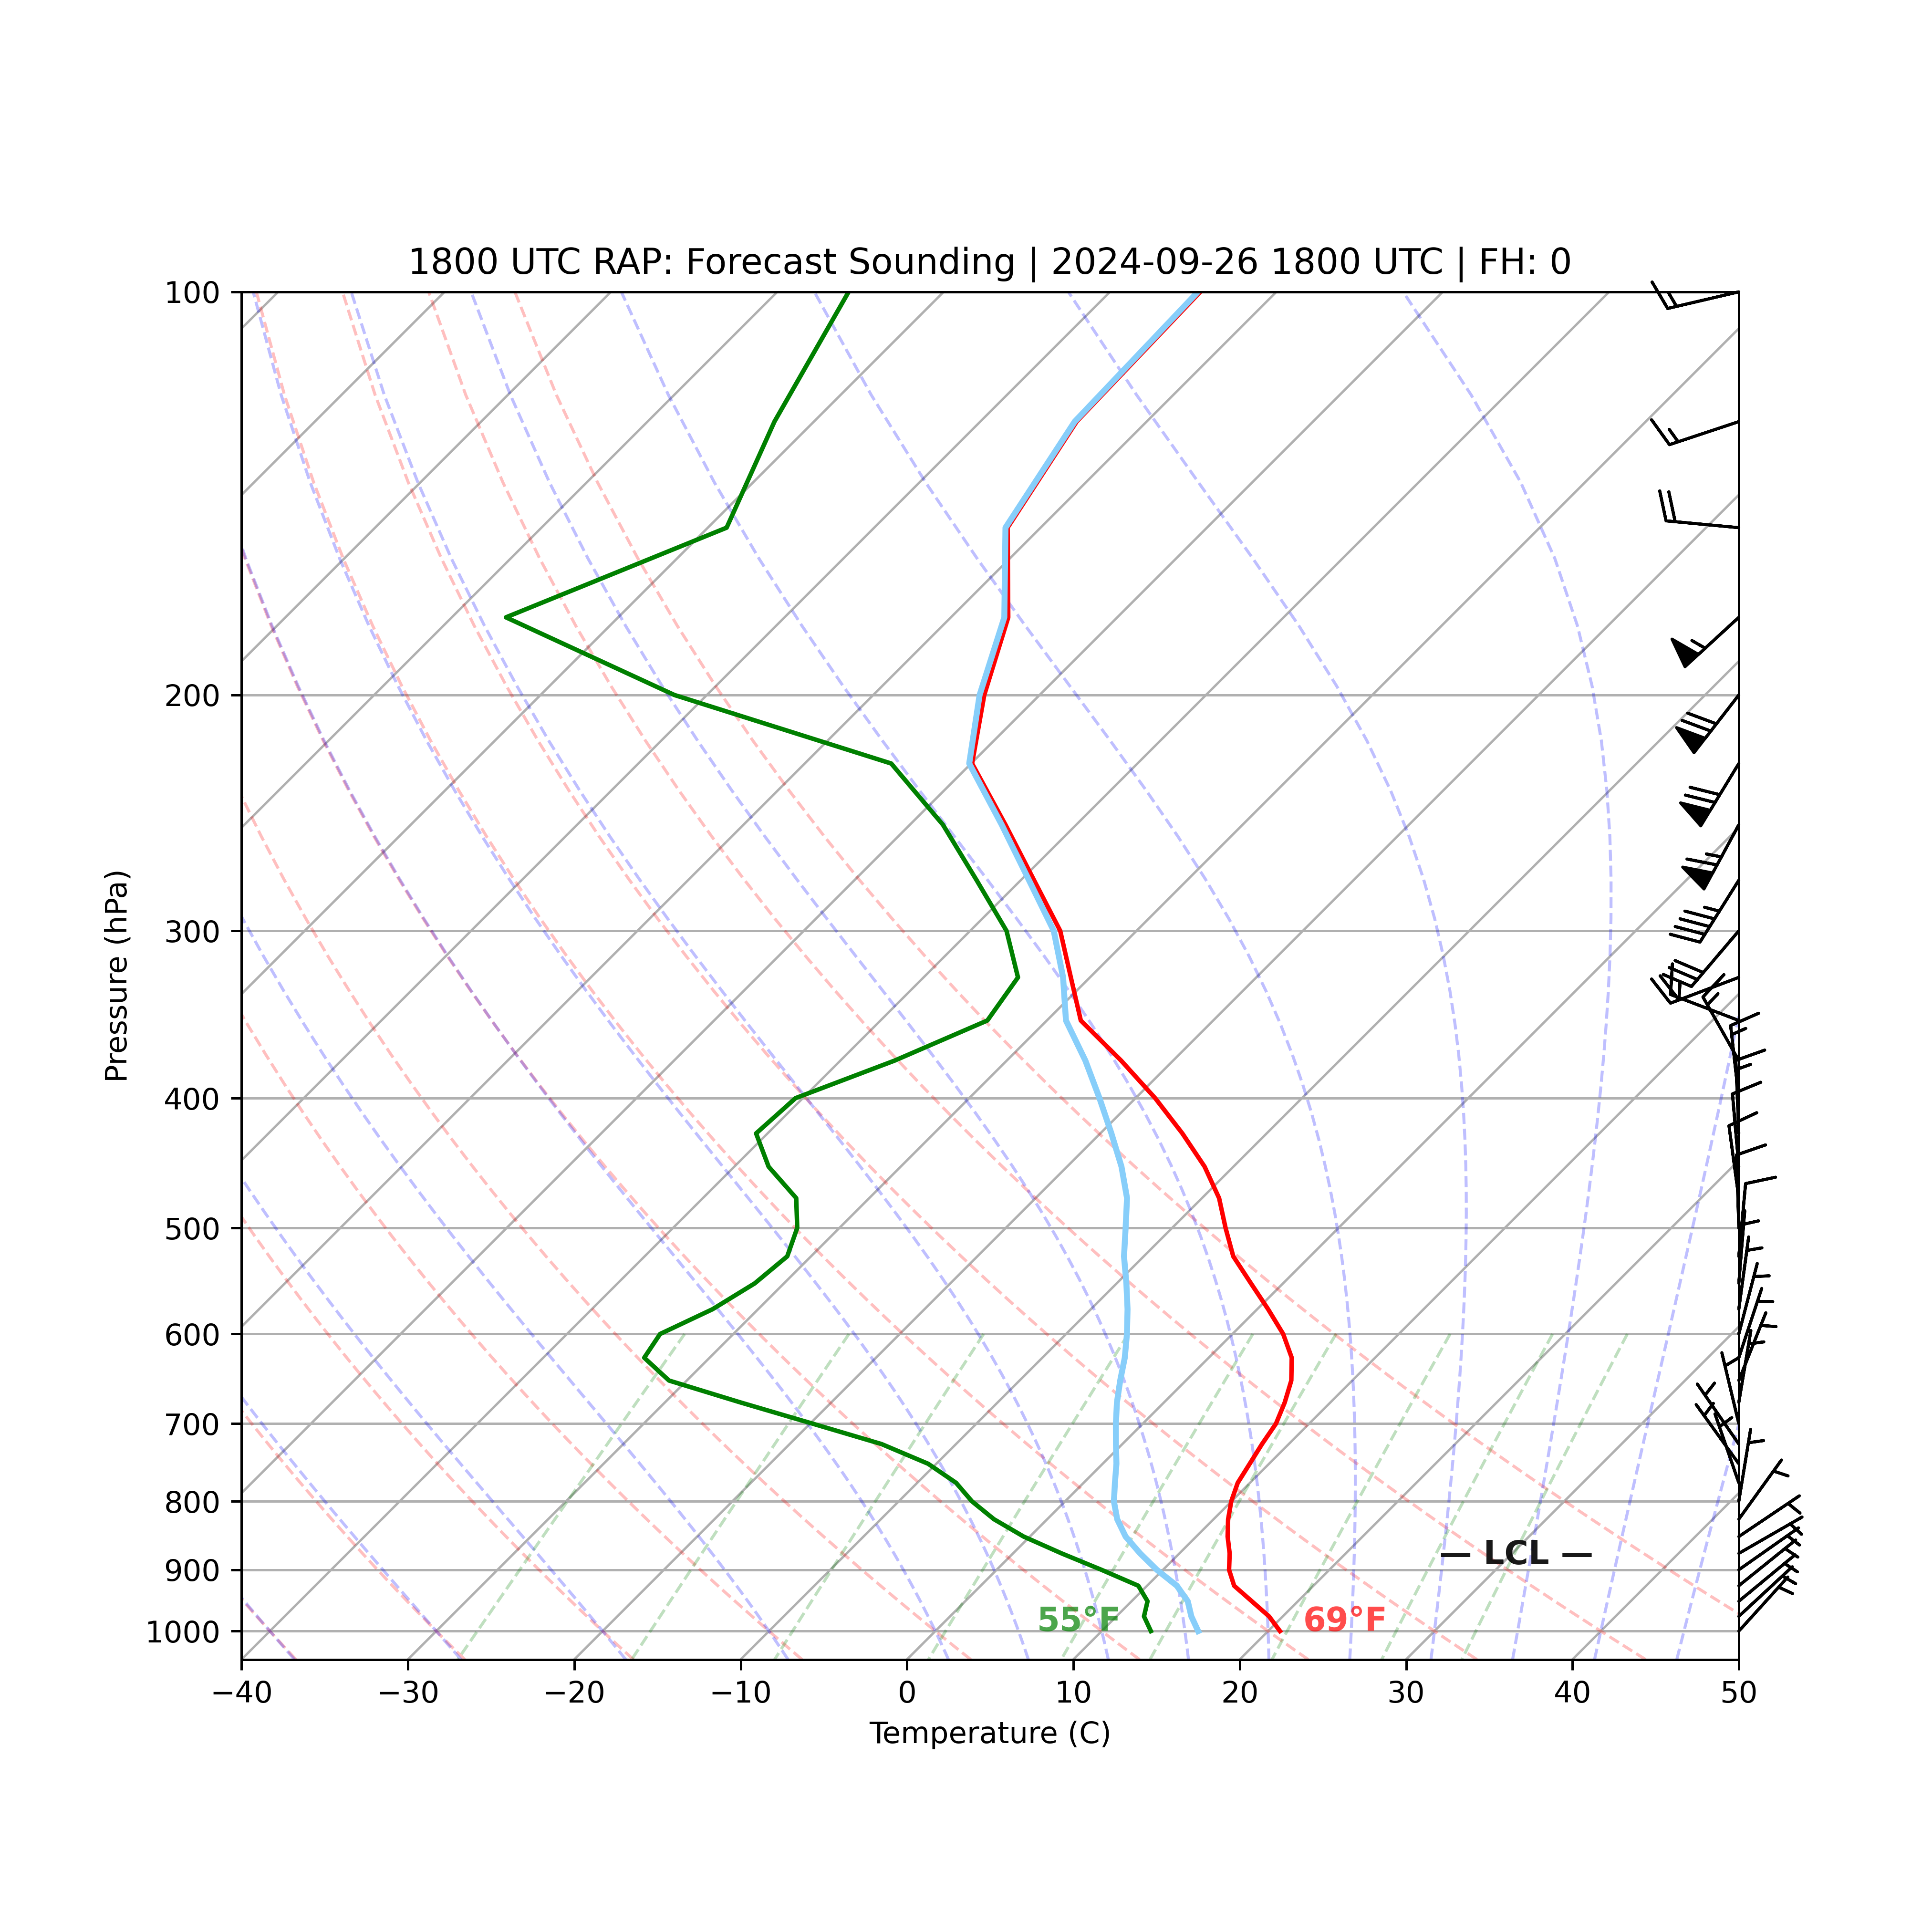 1800 UTC RAP: Forecast Sounding | 2024-09-26 1800 UTC | FH: 0
100
200
300
400
500
600
700
800
900
1000
Pressure (hPa)
— LCL —
55°F
69°F
−40 −30 −20 −10 0 10 20 30 40 50
Temperature (C)